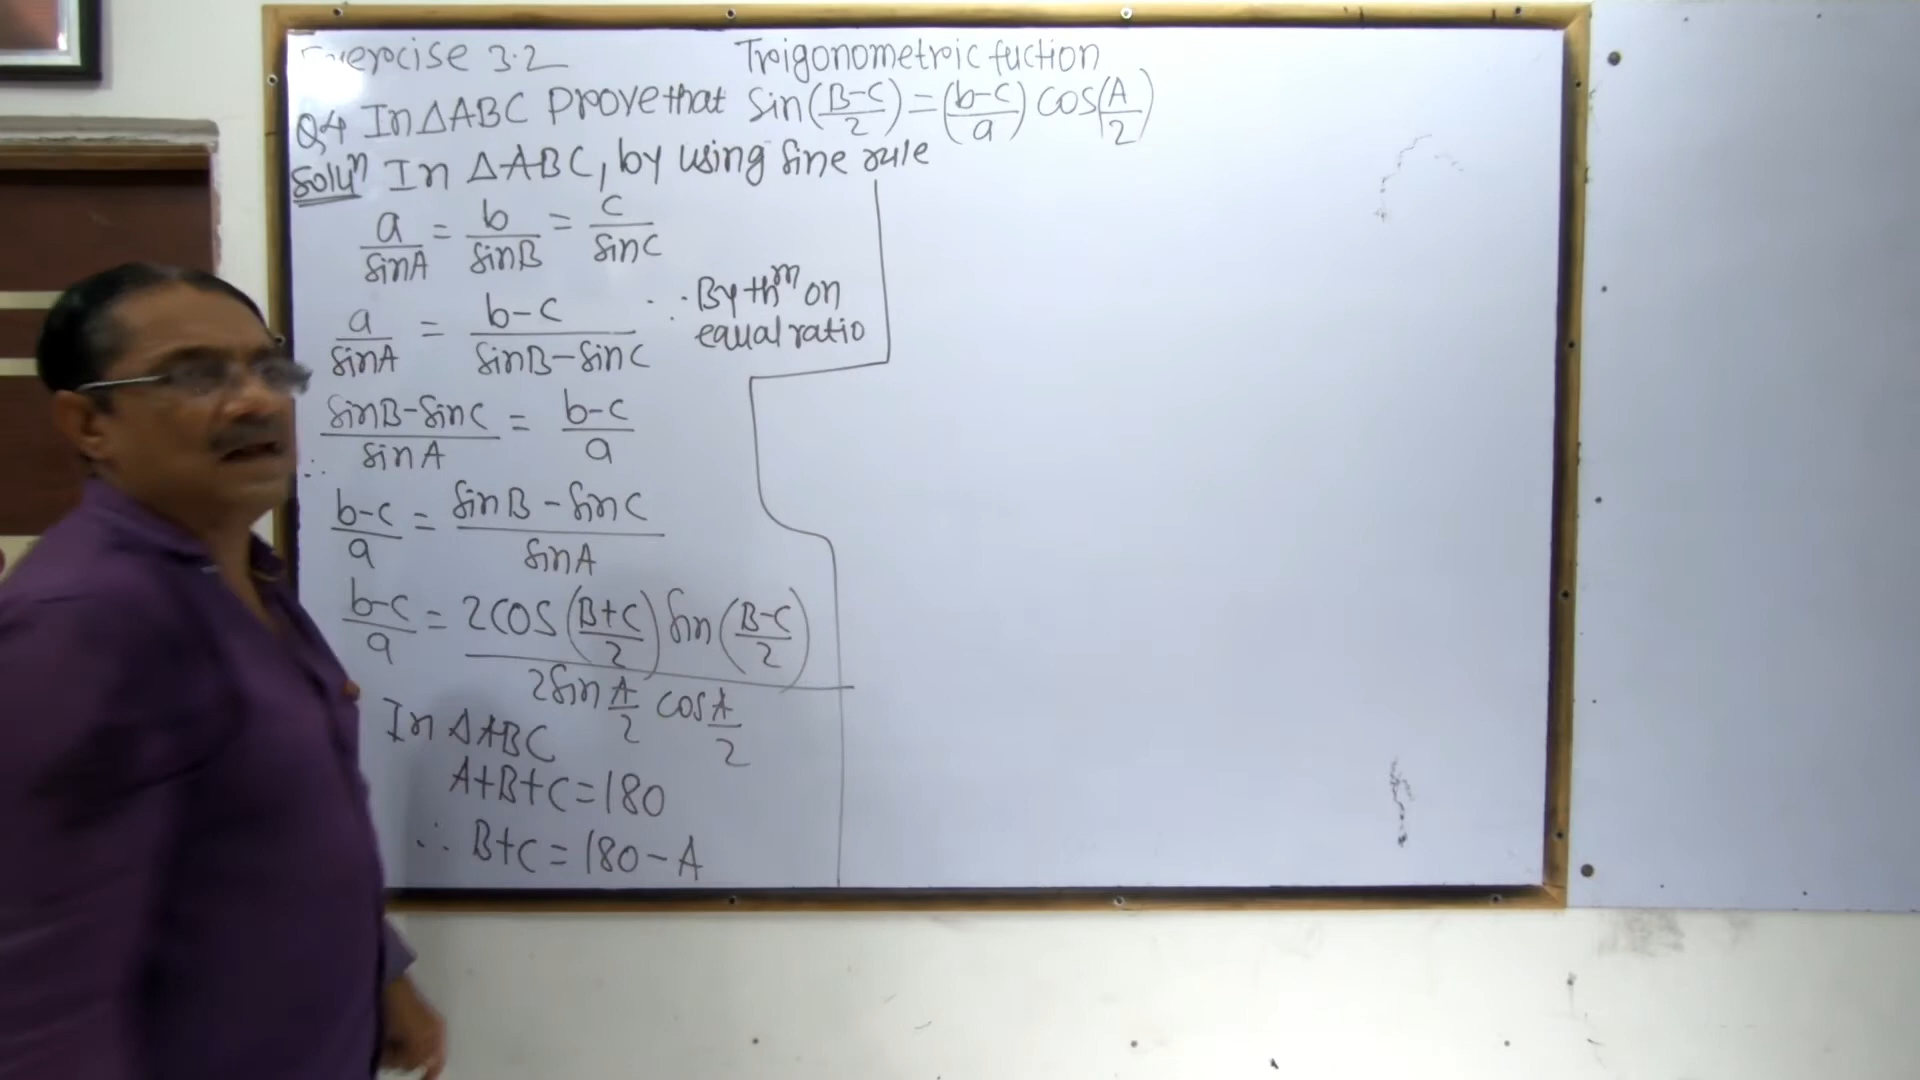 Exercise 3.2 Trigonometric fuction
Q4 In △ABC prove that sin((B-C)/2) = ((b-c)/a) cos(A/2)
Soluⁿ In △ABC, by using sine rule
a/sinA = b/sinB = c/sinC
a/sinA = (b-c)/(sinB-sinC) ∵ By thᵐ on
equal ratio
∴ (sinB-sinC)/sinA = (b-c)/a
(b-c)/a = (sinB-sinC)/sinA
(b-c)/a = 2cos((B+C)/2) sin((B-C)/2) / 2sin A/2 cos A/2
In △ABC
A+B+C=180
∴ B+C=180-A